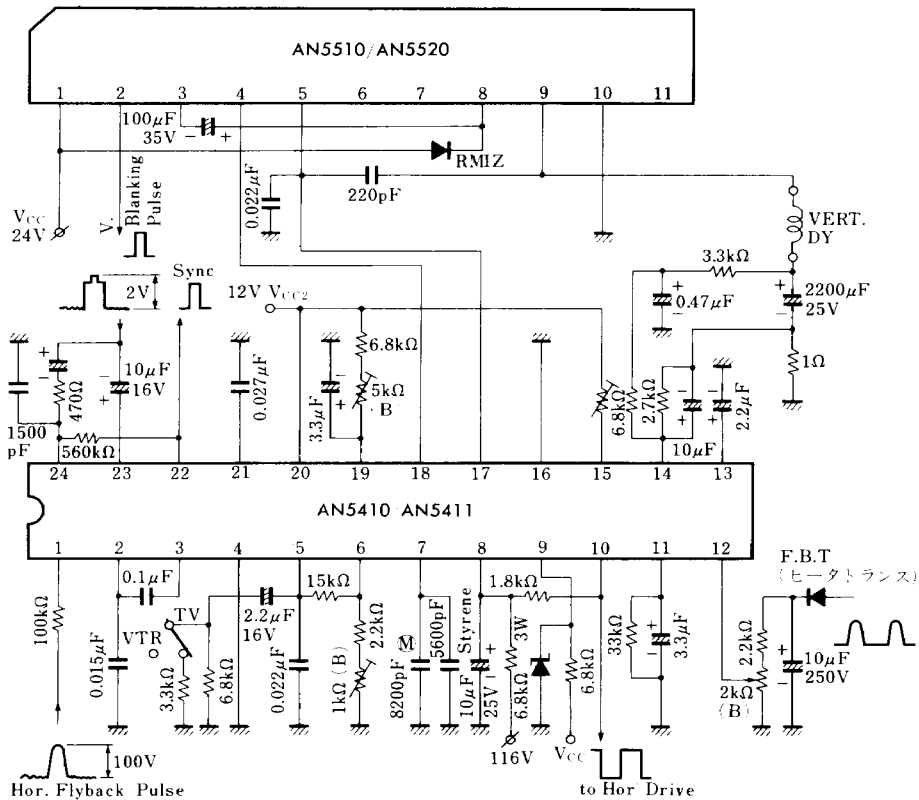 AN5510/AN5520
1 2 3 4 5 6 7 8 9 10 11
100μF
35V
RMIZ
0.022μF
220pF
V. Blanking
Pulse
VCC
24V
VERT.
DY
Sync
2V
12V VCC2
3.3kΩ
0.47μF
2200μF
25V
6.8kΩ
5kΩ
B
1Ω
10μF
16V
470Ω
1500
pF
560kΩ
0.027μF
3.3μF
6.8kΩ
2.7kΩ
10μF
2.2μF
24 23 22 21 20 19 18 17 16 15 14 13
AN5410 AN5411
1 2 3 4 5 6 7 8 9 10 11 12
F.B.T
(ヒータトランス)
100kΩ
0.1μF
0.015μF
TV
VTR
3.3kΩ
6.8kΩ
2.2μF
16V
15kΩ
0.022μF
2.2kΩ
1kΩ (B)
8200pF Ⓜ
5600pF
Styrene
10μF
25V
1.8kΩ
6.8kΩ 3W
6.8kΩ
33kΩ
3.3μF
2.2kΩ
2kΩ
(B)
10μF
250V
100V
116V
VCC
Hor. Flyback Pulse
to Hor Drive